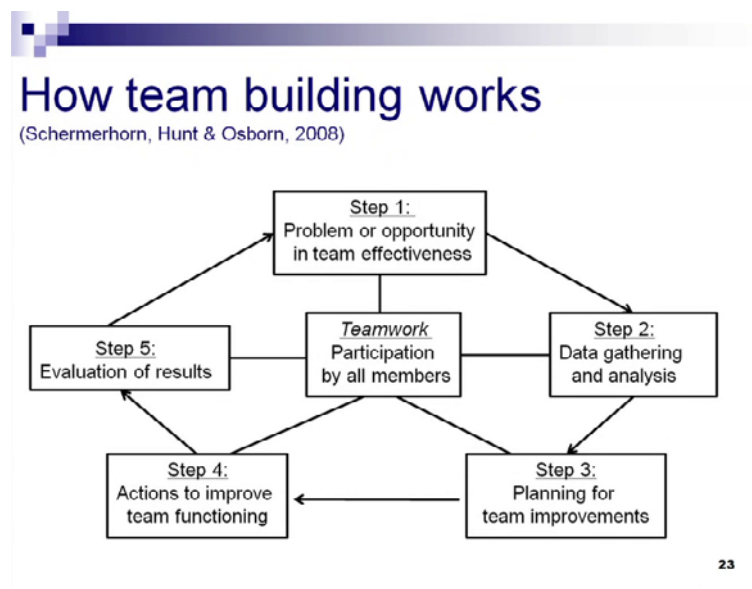 How team building works
(Schermerhorn, Hunt & Osborn, 2008)
Step 1:
Problem or opportunity
in team effectiveness
Teamwork
Participation
by all members
Step 2:
Data gathering
and analysis
Step 3:
Planning for
team improvements
Step 4:
Actions to improve
team functioning
Step 5:
Evaluation of results
23